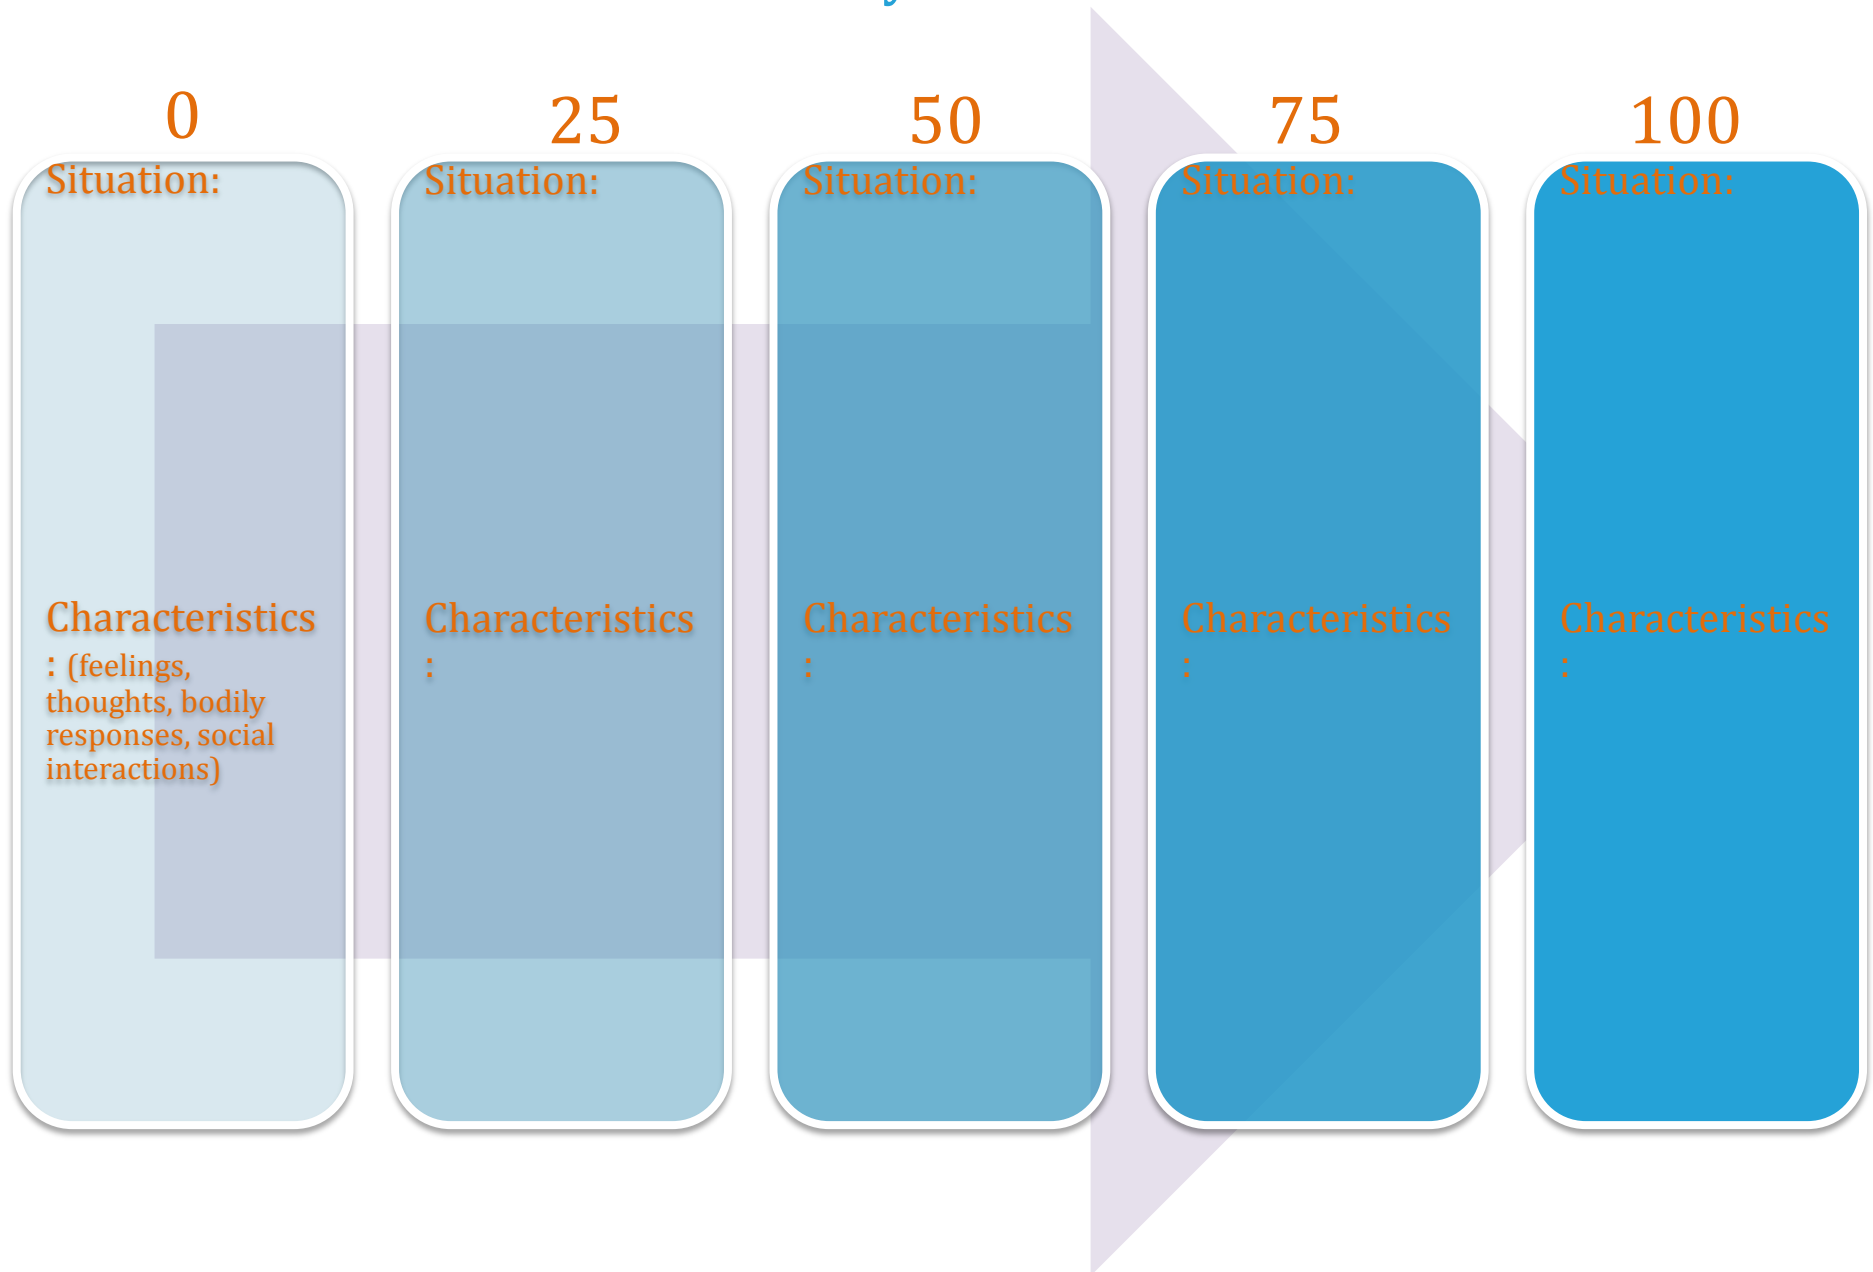 0
25
50
75
100
Situation:
Situation:
Situation:
Situation:
Situation:
Characteristics
: (feelings,
thoughts, bodily
responses, social
interactions)
Characteristics
:
Characteristics
:
Characteristics
:
Characteristics
: